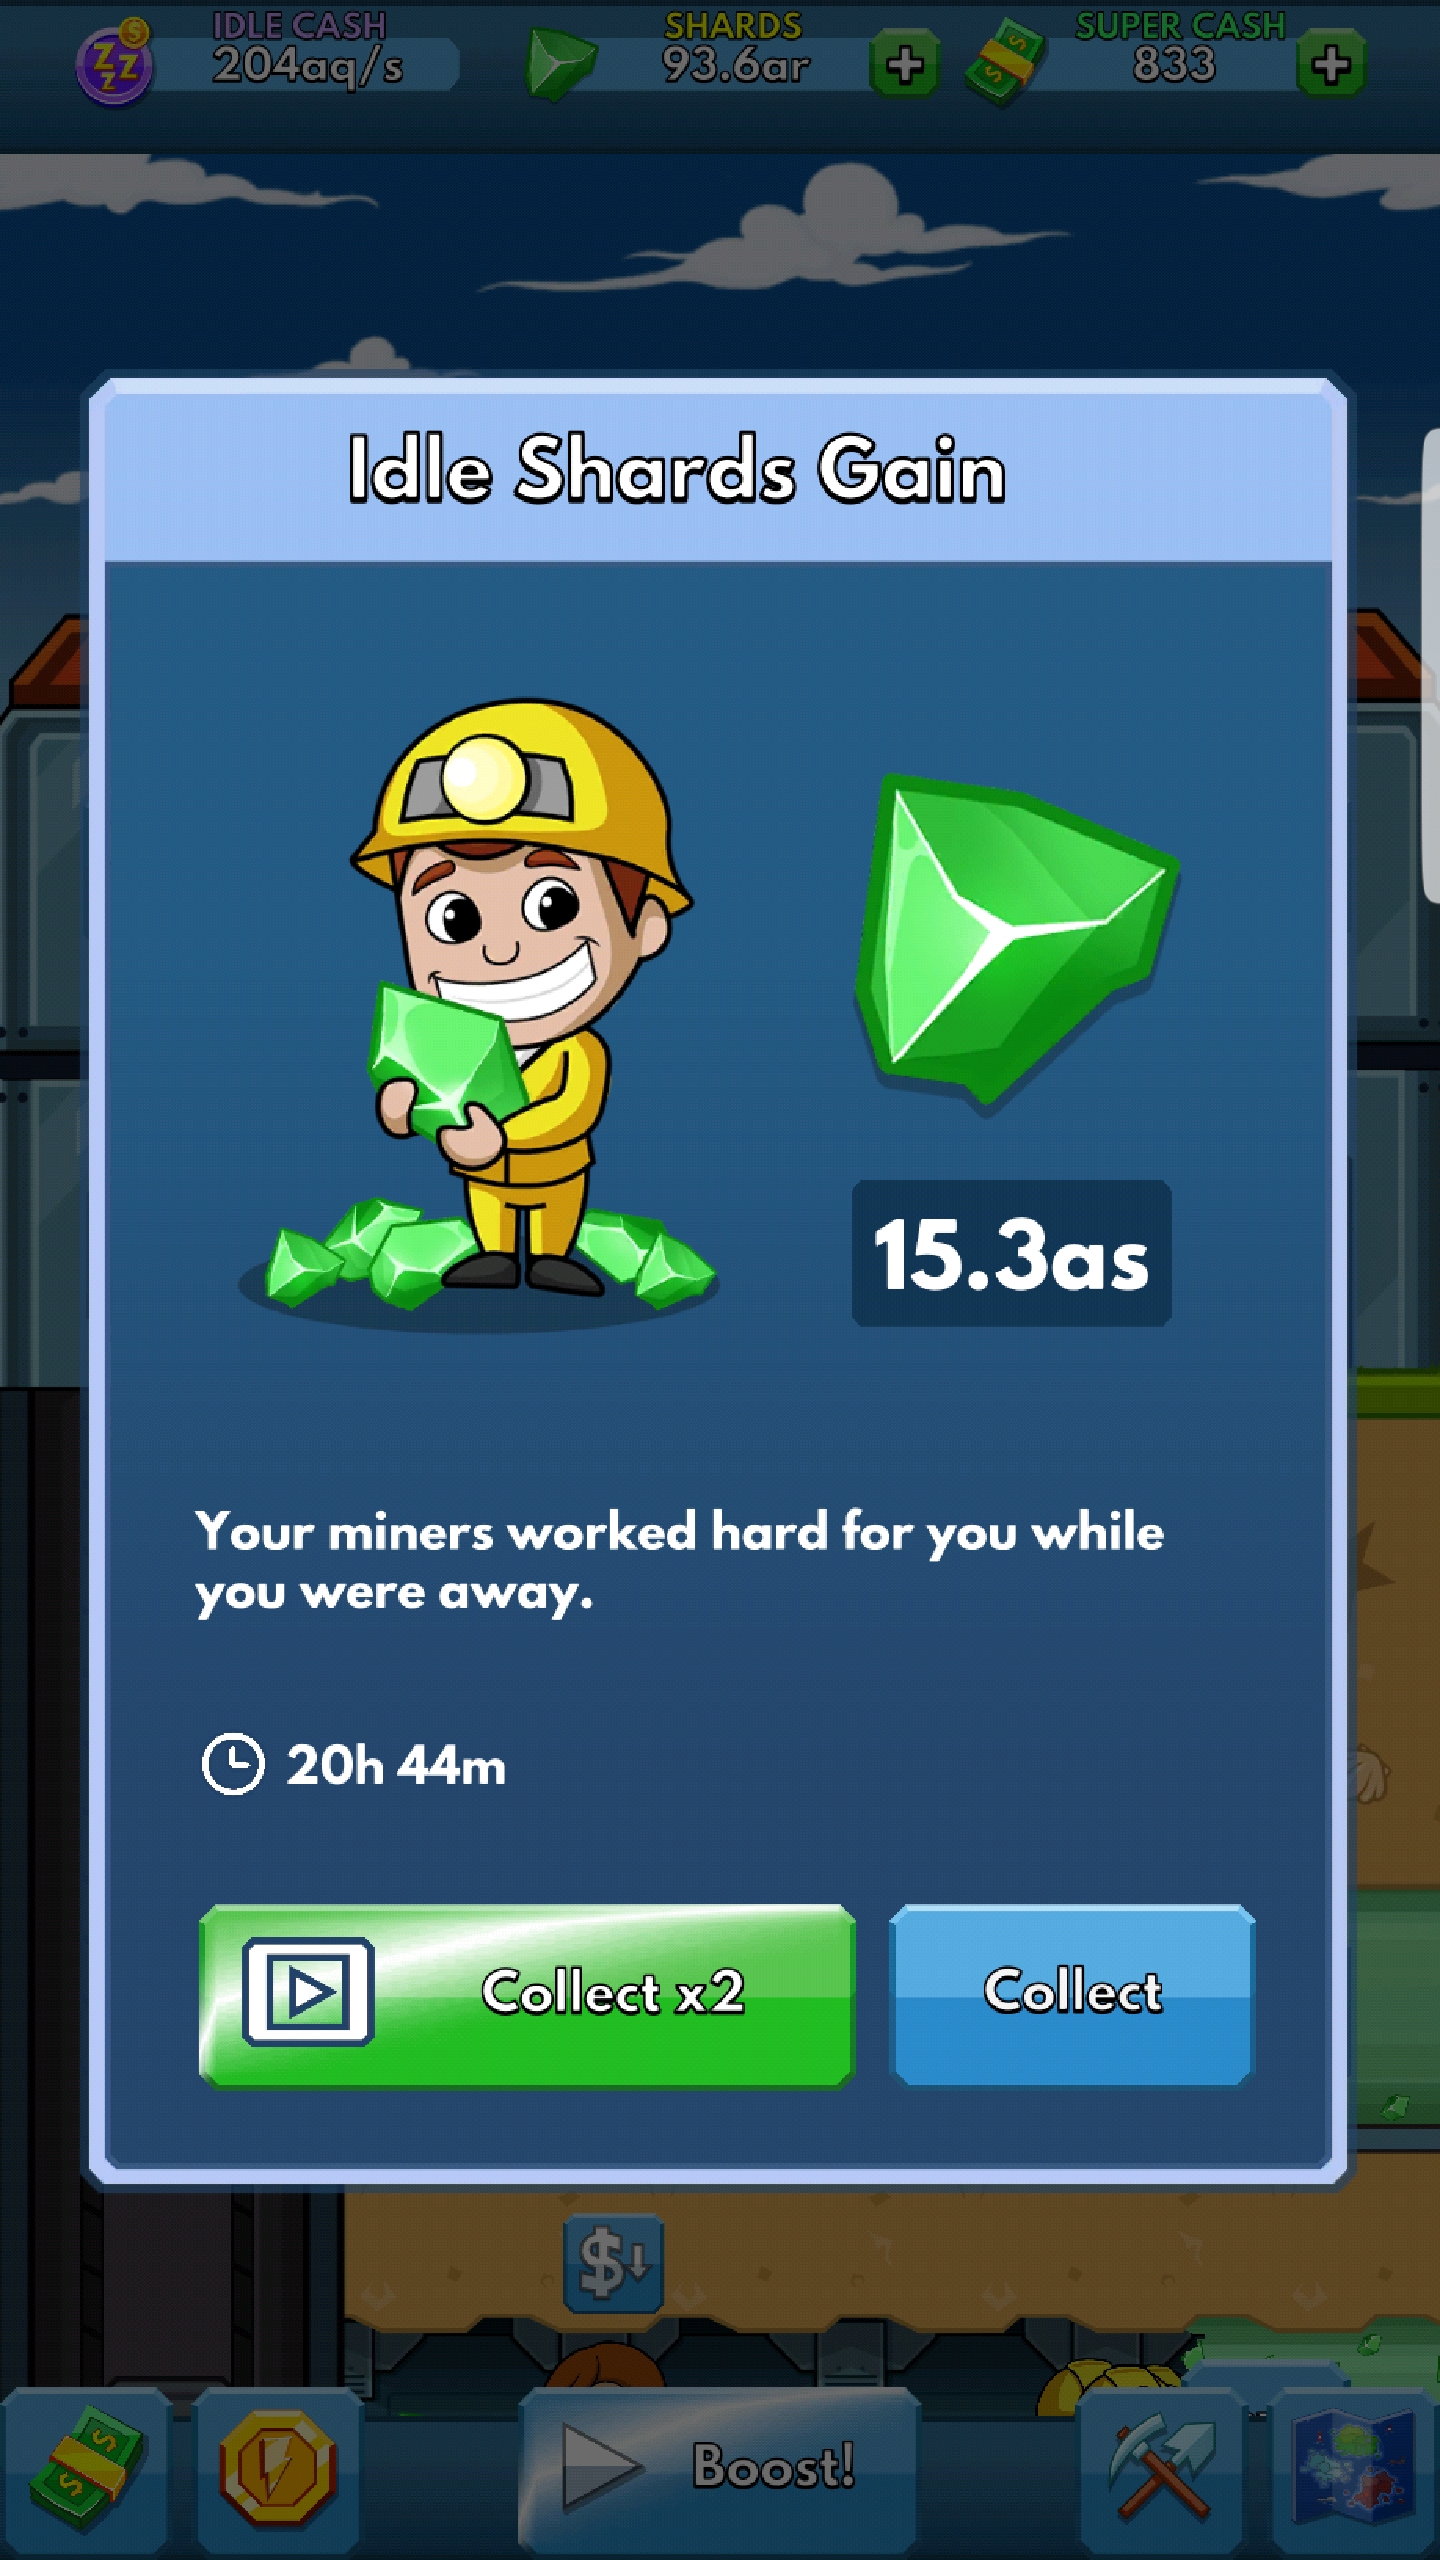 IDLE CASH
204aq/s
SHARDS
93.6ar
SUPER CASH
833
Idle Shards Gain
15.3as
Your miners worked hard for you while
you were away.
20h 44m
Collect x2
Collect
Boost!